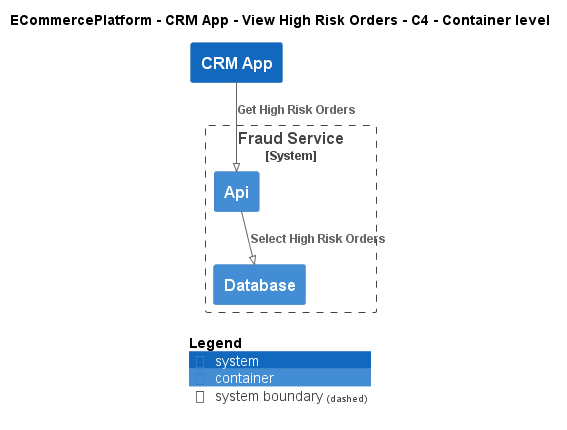 ECommercePlatform - CRM App - View High Risk Orders - C4 - Container level
CRM App
Get High Risk Orders
Fraud Service
[System]
Api
Select High Risk Orders
Database
Legend
system
container
system boundary (dashed)